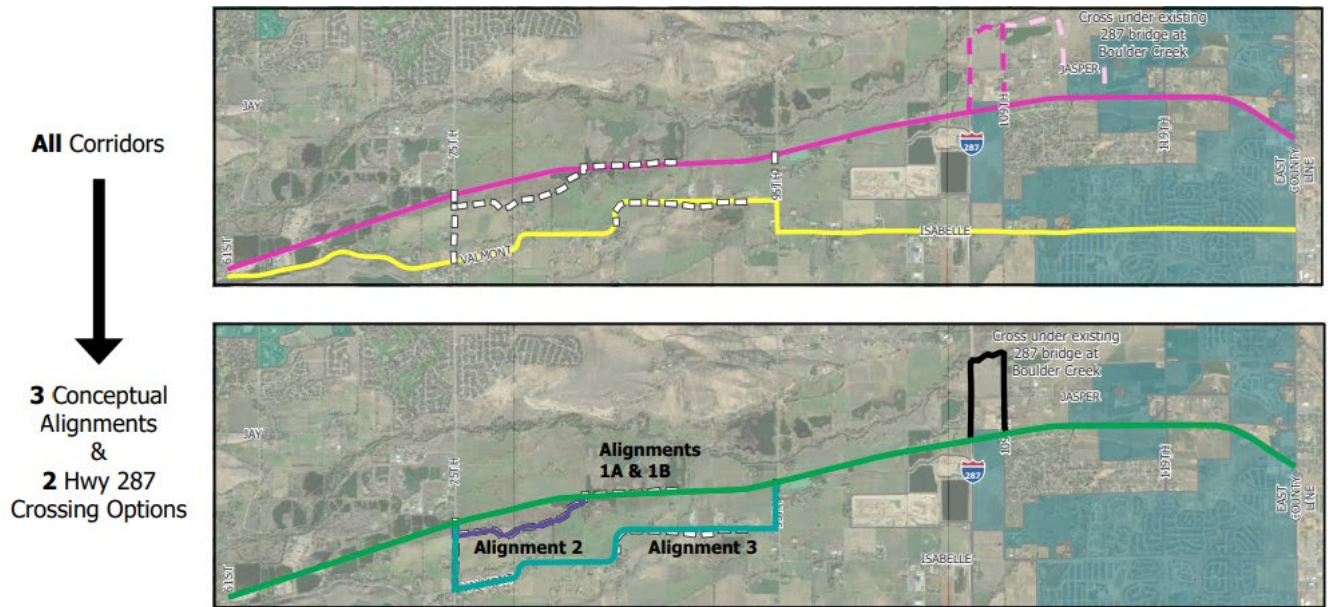 All Corridors
3 Conceptual
Alignments
&
2 Hwy 287
Crossing Options
Cross under existing
287 bridge at
Boulder Creek
JAY
JASPER
75TH
109TH
287
119TH
95TH
EAST
COUNTY
LINE
61ST
VALMONT
ISABELLE
Cross under existing
287 bridge at
Boulder Creek
JAY
JASPER
75TH
Alignments
1A & 1B
287
119TH
EAST
COUNTY
LINE
Alignment 2
Alignment 3
ISABELLE
61ST